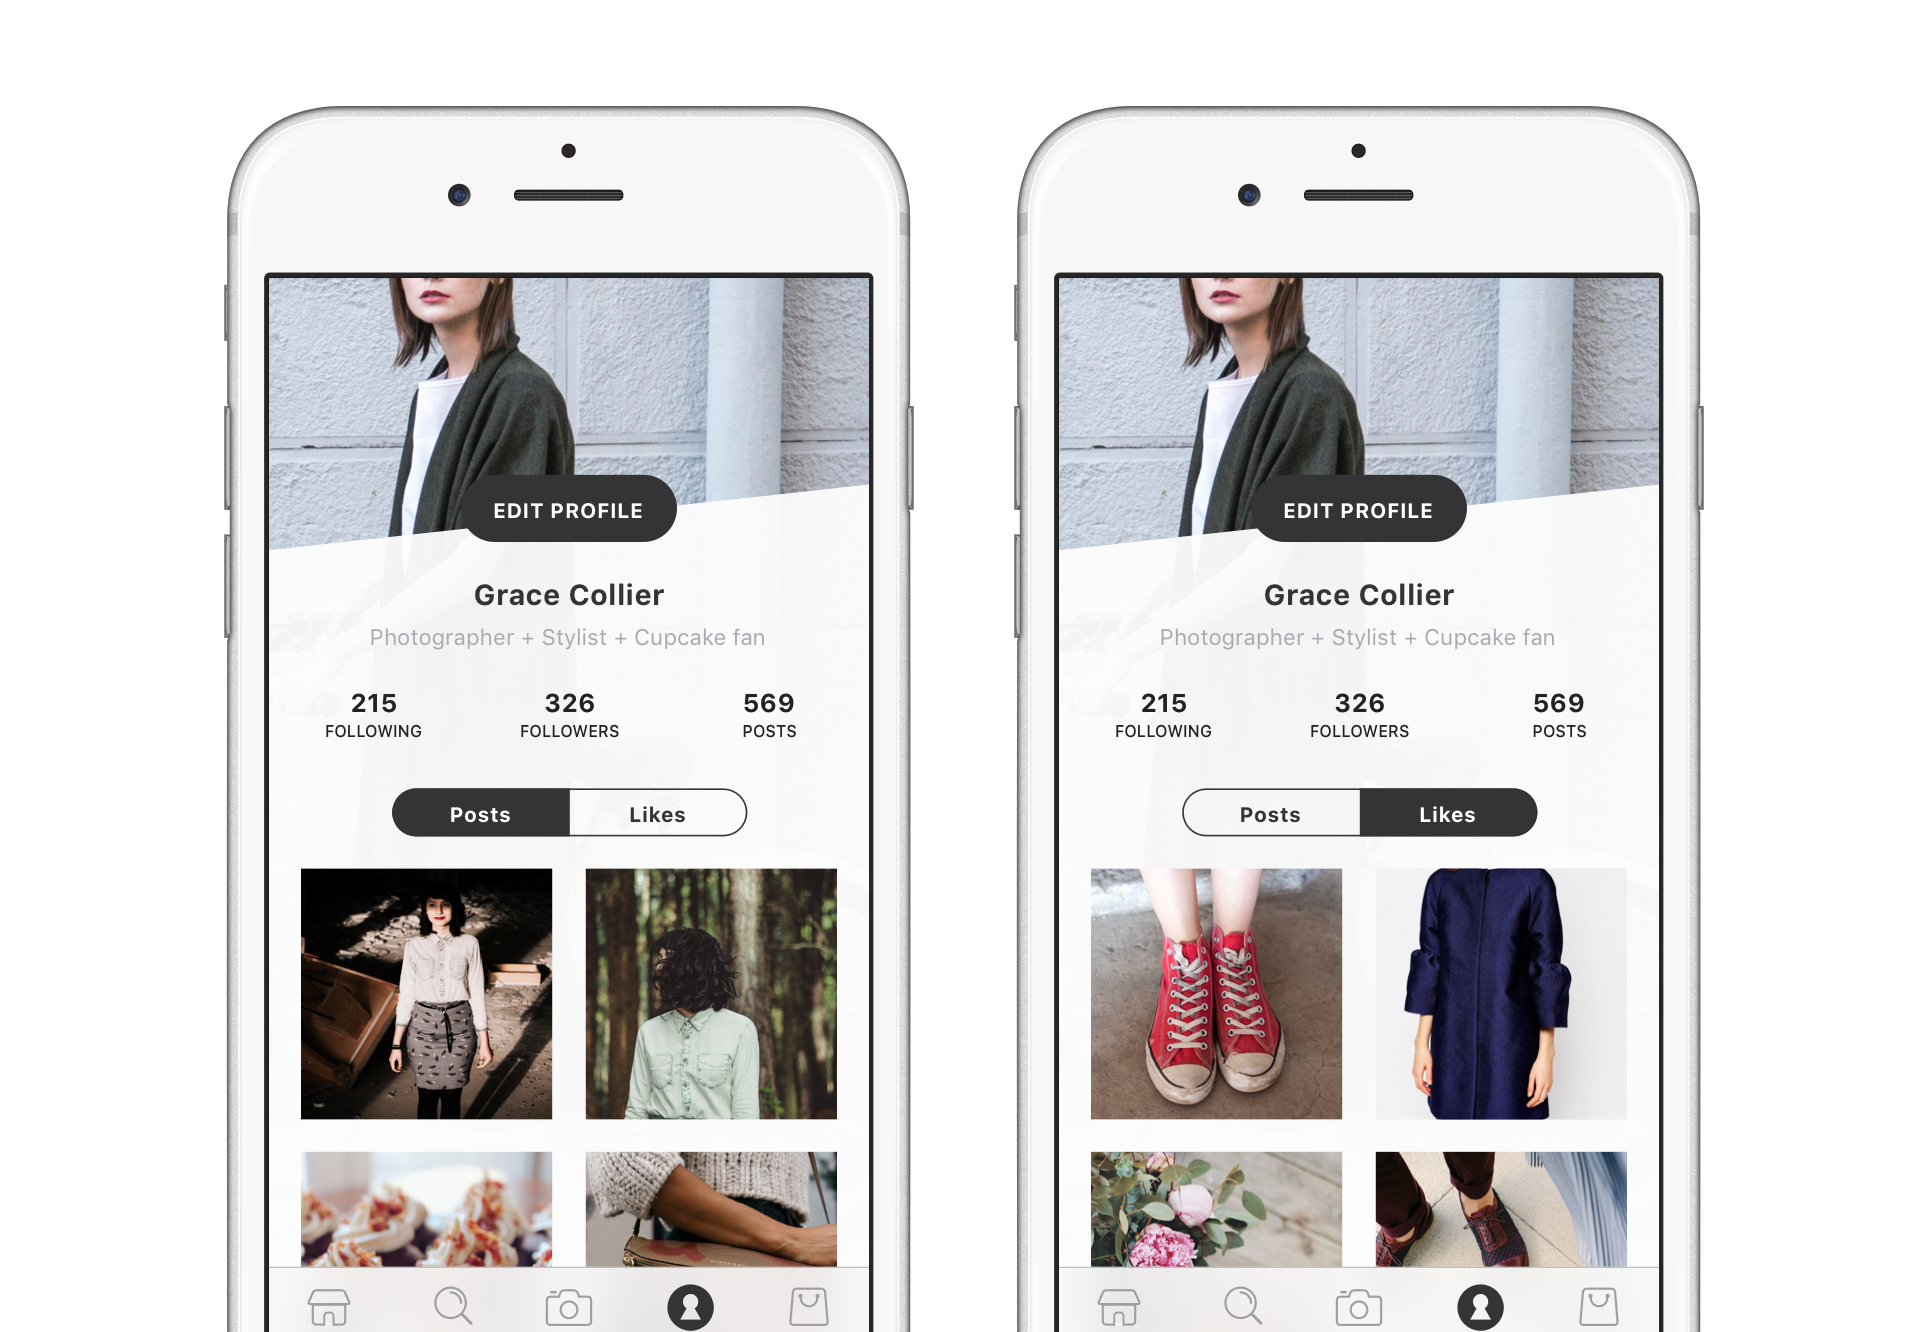 EDIT PROFILE
Grace Collier
Photographer + Stylist + Cupcake fan
215 326 569
FOLLOWING FOLLOWERS POSTS
Posts Likes
EDIT PROFILE
Grace Collier
Photographer + Stylist + Cupcake fan
215 326 569
FOLLOWING FOLLOWERS POSTS
Posts Likes